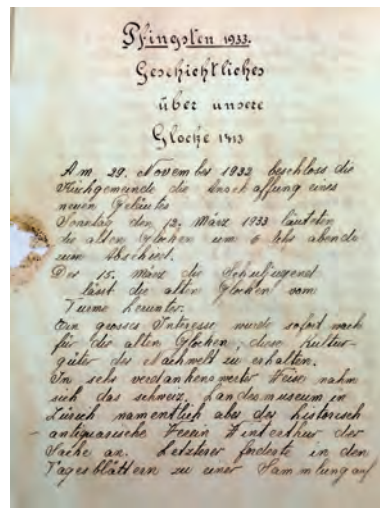 Pfingsten 1933.
Geschichtliches
über unsere
Glocke 1413
Am 29. November 1932 beschloss die
Kirchgemeinde die Anschaffung eines
neuen Geläutes
Sonntag den 12. März 1933 läuteten
die alten Glocken um 6 Uhr abends
zum Abschied.
Der 15. März die Schuljugend
lässt die alten Glocken vom
Turme herunter.
Ein grosses Interesse wurde sofort wach
für die alten Glocken, diese Kultur-
güter der Nachwelt zu erhalten.
In sehr verdankenswerter Weise nahm
sich das schweiz. Landesmuseum in
Zürich namentlich aber der historisch
- antiquarische Verein Winterthur der
Sache an. Letzterer forderte in den
Tagesblättern zu einer Sammlung auf